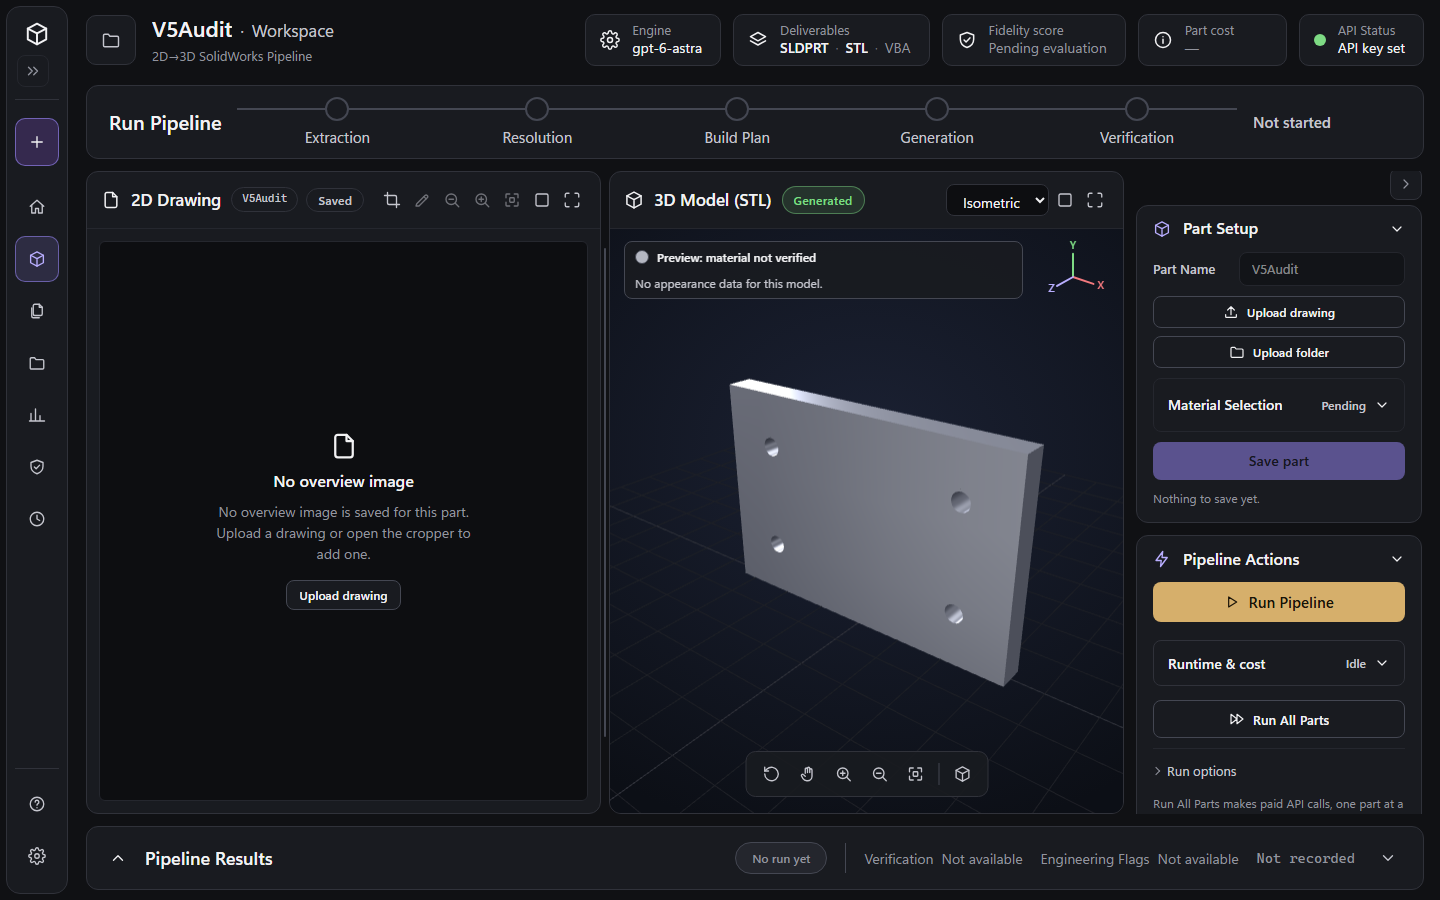 V5Audit · Workspace
2D→3D SolidWorks Pipeline
Engine
gpt-6-astra
Deliverables
SLDPRT · STL · VBA
Fidelity score
Pending evaluation
Part cost
—
API Status
API key set
Run Pipeline
Extraction
Resolution
Build Plan
Generation
Verification
Not started
2D Drawing
V5Audit
Saved
No overview image
No overview image is saved for this part.
Upload a drawing or open the cropper to
add one.
Upload drawing
3D Model (STL)
Generated
Isometric
Preview: material not verified
No appearance data for this model.
Y
Z
X
Part Setup
Part Name
V5Audit
Upload drawing
Upload folder
Material Selection
Pending
Save part
Nothing to save yet.
Pipeline Actions
Run Pipeline
Runtime & cost
Idle
Run All Parts
Run options
Run All Parts makes paid API calls, one part at a
Pipeline Results
No run yet
Verification Not available
Engineering Flags Not available
Not recorded